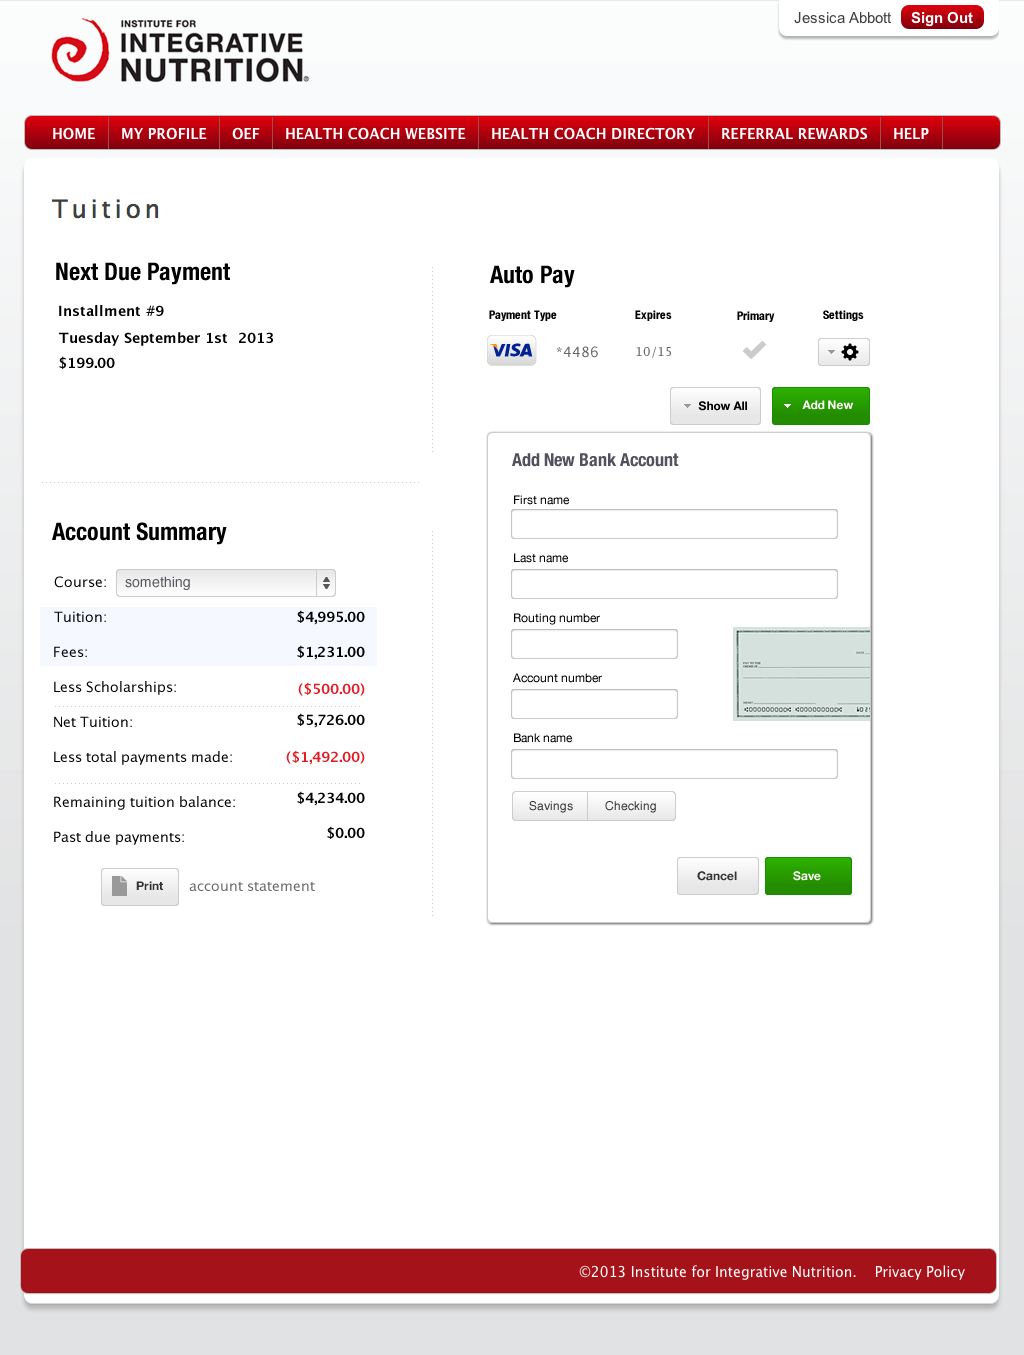 Jessica Abbott Sign Out
INSTITUTE FOR
INTEGRATIVE
NUTRITION®
HOME MY PROFILE OEF HEALTH COACH WEBSITE HEALTH COACH DIRECTORY REFERRAL REWARDS HELP
Tuition
Next Due Payment
Installment #9
Tuesday September 1st 2013
$199.00
Account Summary
Course: something
Tuition: $4,995.00
Fees: $1,231.00
Less Scholarships: ($500.00)
Net Tuition: $5,726.00
Less total payments made: ($1,492.00)
Remaining tuition balance: $4,234.00
Past due payments: $0.00
Print account statement
Auto Pay
Payment Type Expires Primary Settings
VISA *4486 10/15
Show All Add New
Add New Bank Account
First name
Last name
Routing number
Account number
Bank name
Savings Checking
Cancel Save
©2013 Institute for Integrative Nutrition. Privacy Policy